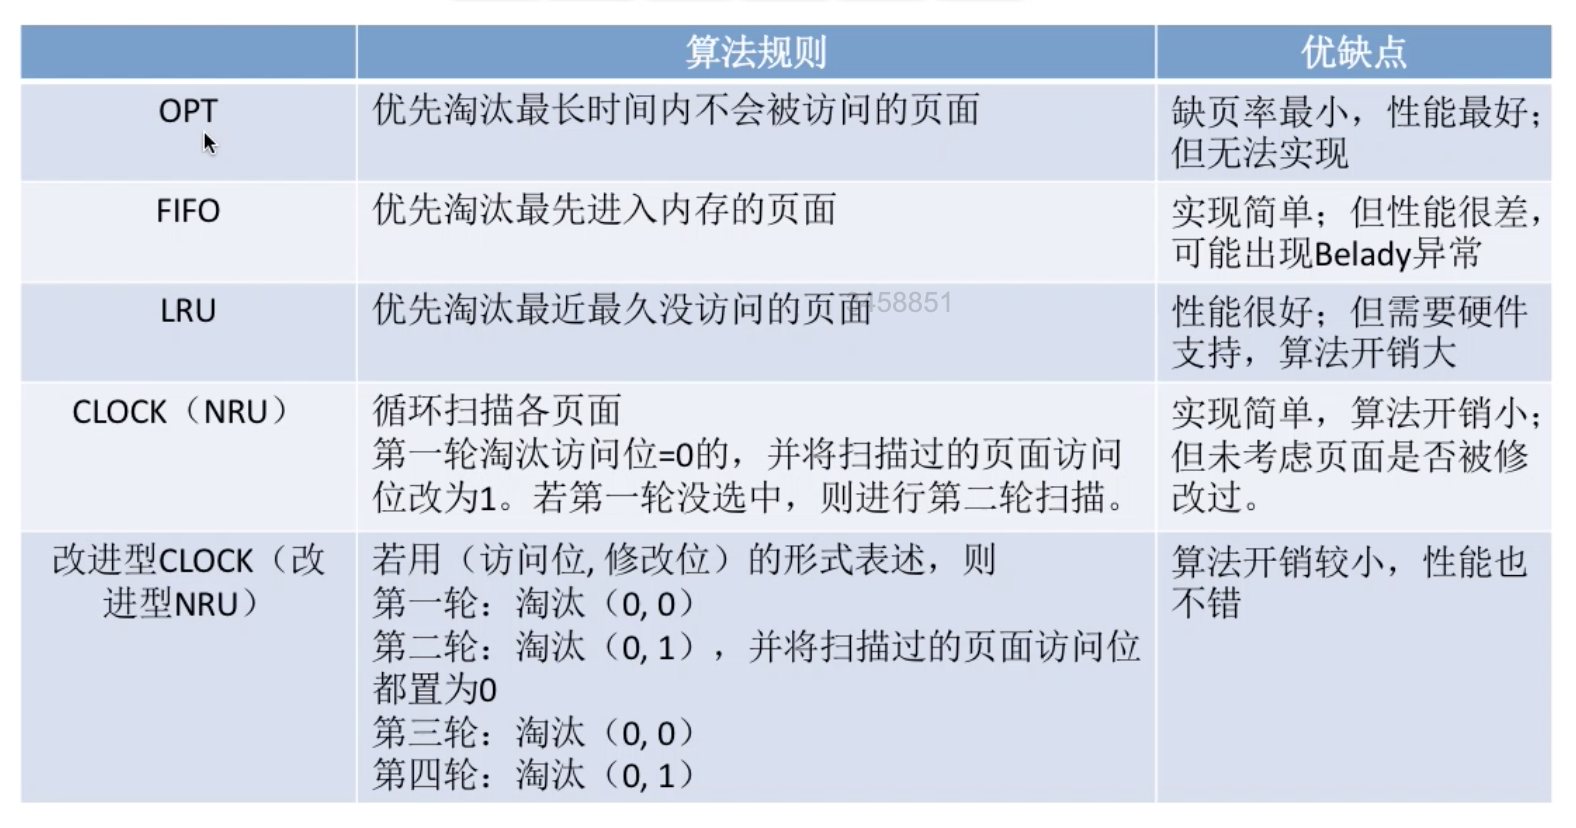 算法规则
优缺点
OPT
优先淘汰最长时间内不会被访问的页面
缺页率最小，性能最好；
但无法实现
FIFO
优先淘汰最先进入内存的页面
实现简单；但性能很差，
可能出现Belady异常
LRU
优先淘汰最近最久没访问的页面
458851
性能很好；但需要硬件
支持，算法开销大
CLOCK（NRU）
循环扫描各页面
第一轮淘汰访问位=0的，并将扫描过的页面访问
位改为1。若第一轮没选中，则进行第二轮扫描。
实现简单，算法开销小；
但未考虑页面是否被修
改过。
改进型CLOCK（改
进型NRU）
若用（访问位, 修改位）的形式表述，则
第一轮：淘汰（0, 0）
第二轮：淘汰（0, 1），并将扫描过的页面访问位
都置为0
第三轮：淘汰（0, 0）
第四轮：淘汰（0, 1）
算法开销较小，性能也
不错